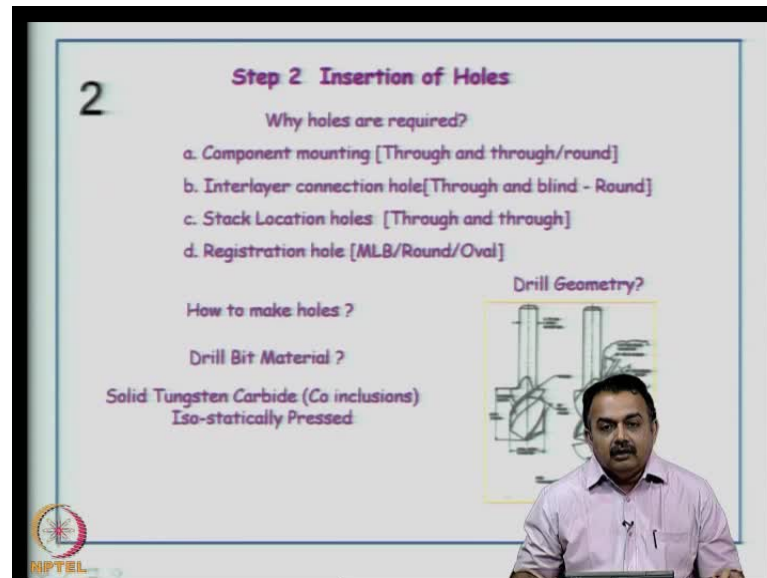 2
Step 2 Insertion of Holes
Why holes are required?
a. Component mounting [Through and through/round]
b. Interlayer connection hole[Through and blind - Round]
c. Stack Location holes [Through and through]
d. Registration hole [MLB/Round/Oval]
Drill Geometry?
How to make holes ?
Drill Bit Material ?
Solid Tungsten Carbide (Co inclusions)
Iso-statically Pressed
NPTEL